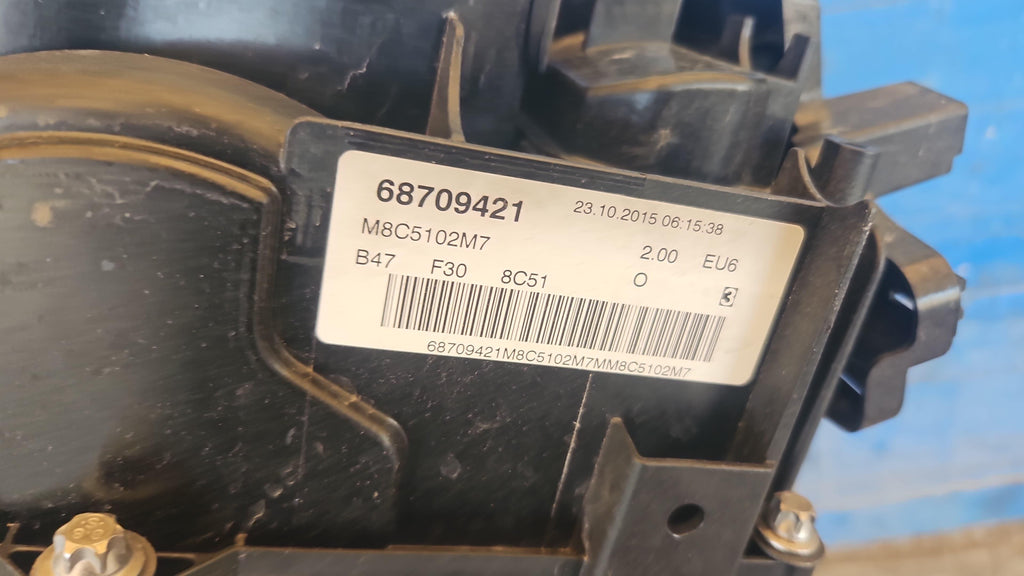 68709421 23.10.2015 06:15:38
M8C5102M7 2.00 EU6
B47 F30 8C51 O 3
68709421M8C5102M7MM8C5102M7